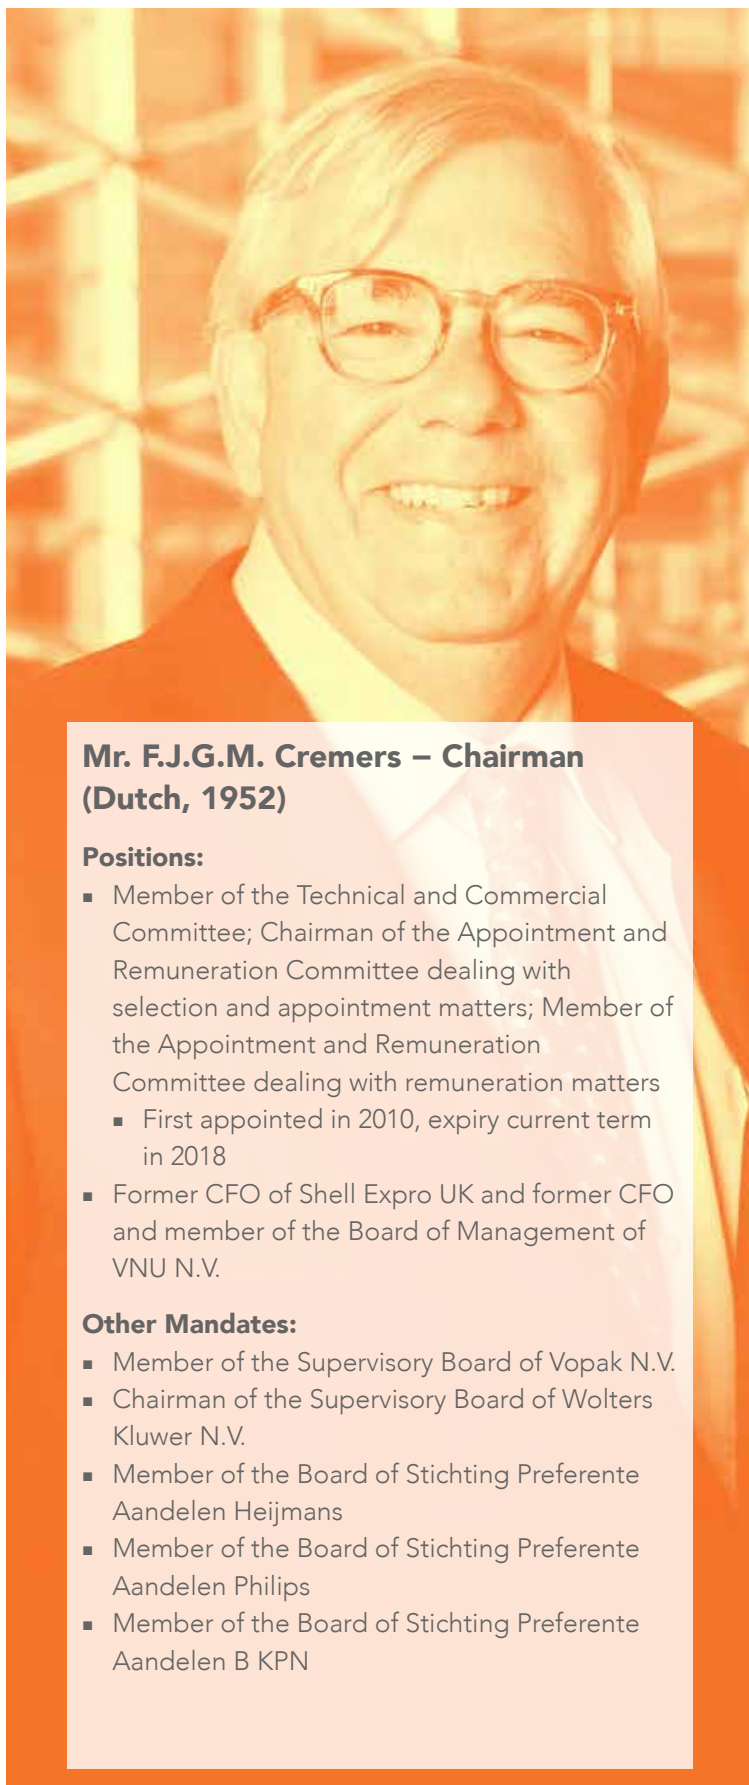 Mr. F.J.G.M. Cremers – Chairman
(Dutch, 1952)
Positions:
▪ Member of the Technical and Commercial
Committee; Chairman of the Appointment and
Remuneration Committee dealing with
selection and appointment matters; Member of
the Appointment and Remuneration
Committee dealing with remuneration matters
▪ First appointed in 2010, expiry current term
in 2018
▪ Former CFO of Shell Expro UK and former CFO
and member of the Board of Management of
VNU N.V.
Other Mandates:
▪ Member of the Supervisory Board of Vopak N.V.
▪ Chairman of the Supervisory Board of Wolters
Kluwer N.V.
▪ Member of the Board of Stichting Preferente
Aandelen Heijmans
▪ Member of the Board of Stichting Preferente
Aandelen Philips
▪ Member of the Board of Stichting Preferente
Aandelen B KPN